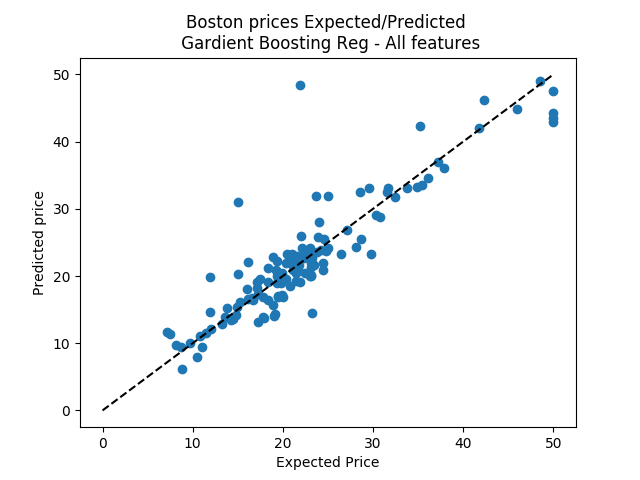 Boston prices Expected/Predicted
Gardient Boosting Reg - All features
50
40
30
20
10
0
Predicted price
0 10 20 30 40 50
Expected Price